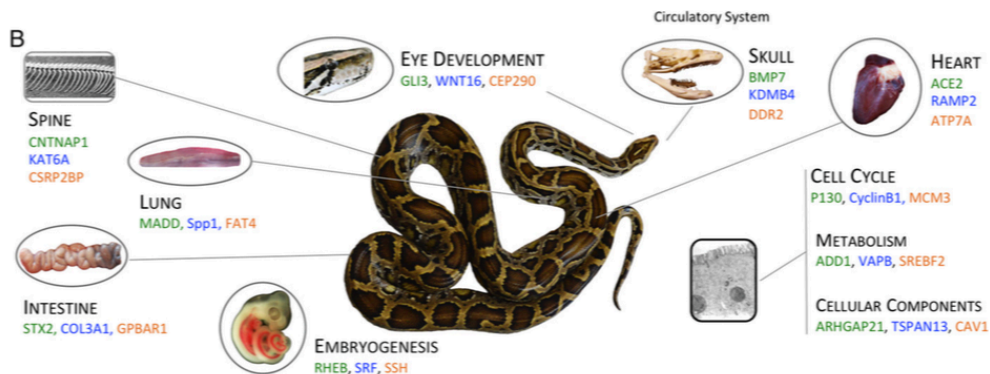 Circulatory System
B
EYE DEVELOPMENT
GLI3, WNT16, CEP290
SKULL
BMP7
KDMB4
DDR2
HEART
ACE2
RAMP2
ATP7A
SPINE
CNTNAP1
KAT6A
CSRP2BP
LUNG
MADD, Spp1, FAT4
CELL CYCLE
P130, CyclinB1, MCM3
METABOLISM
ADD1, VAPB, SREBF2
CELLULAR COMPONENTS
ARHGAP21, TSPAN13, CAV1
INTESTINE
STX2, COL3A1, GPBAR1
EMBRYOGENESIS
RHEB, SRF, SSH